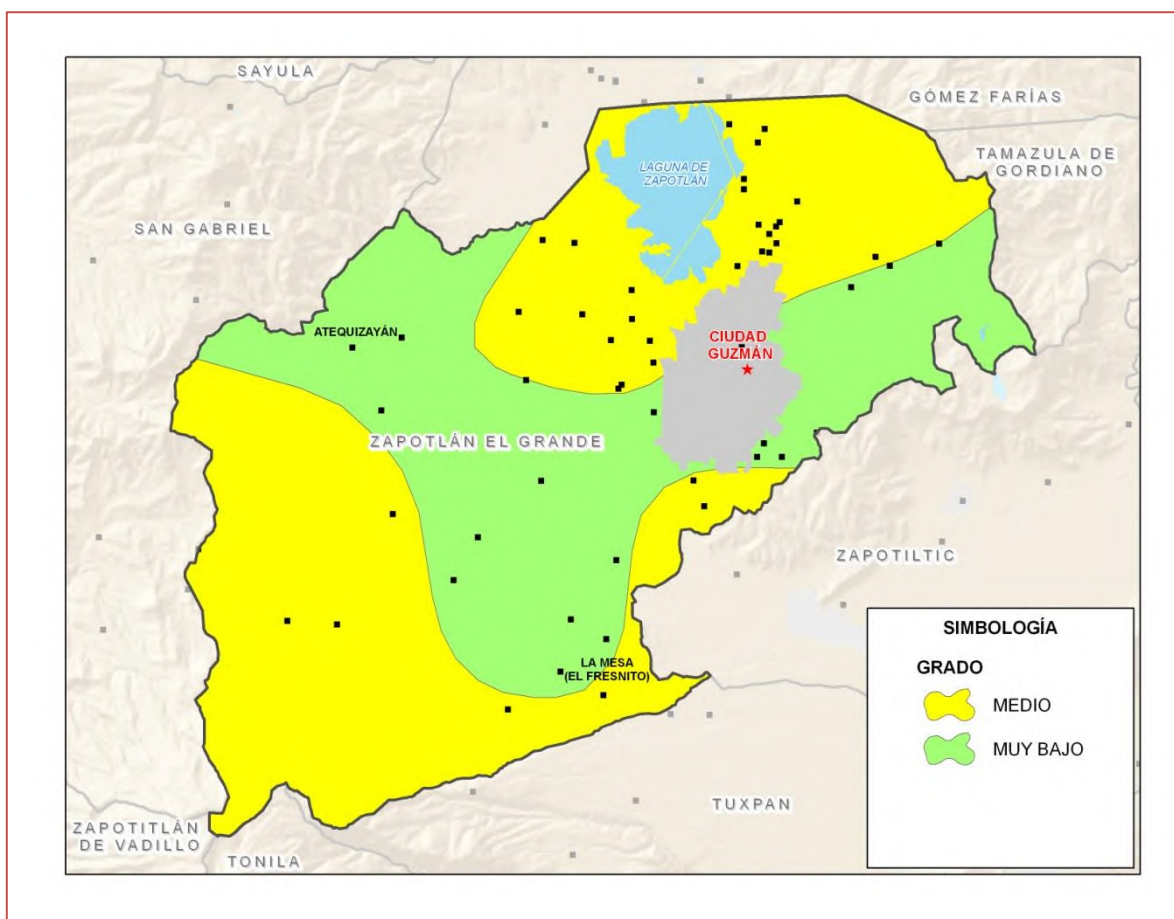 SAYULA
GÓMEZ FARÍAS
TAMAZULA DE
GORDIANO
LAGUNA DE
ZAPOTLÁN
SAN GABRIEL
ATEQUIZAYÁN
CIUDAD
GUZMÁN
ZAPOTLÁN EL GRANDE
ZAPOTILTIC
LA MESA
(EL FRESNITO)
SIMBOLOGÍA
GRADO
MEDIO
MUY BAJO
TUXPAN
ZAPOTITLÁN
DE VADILLO
TONILA